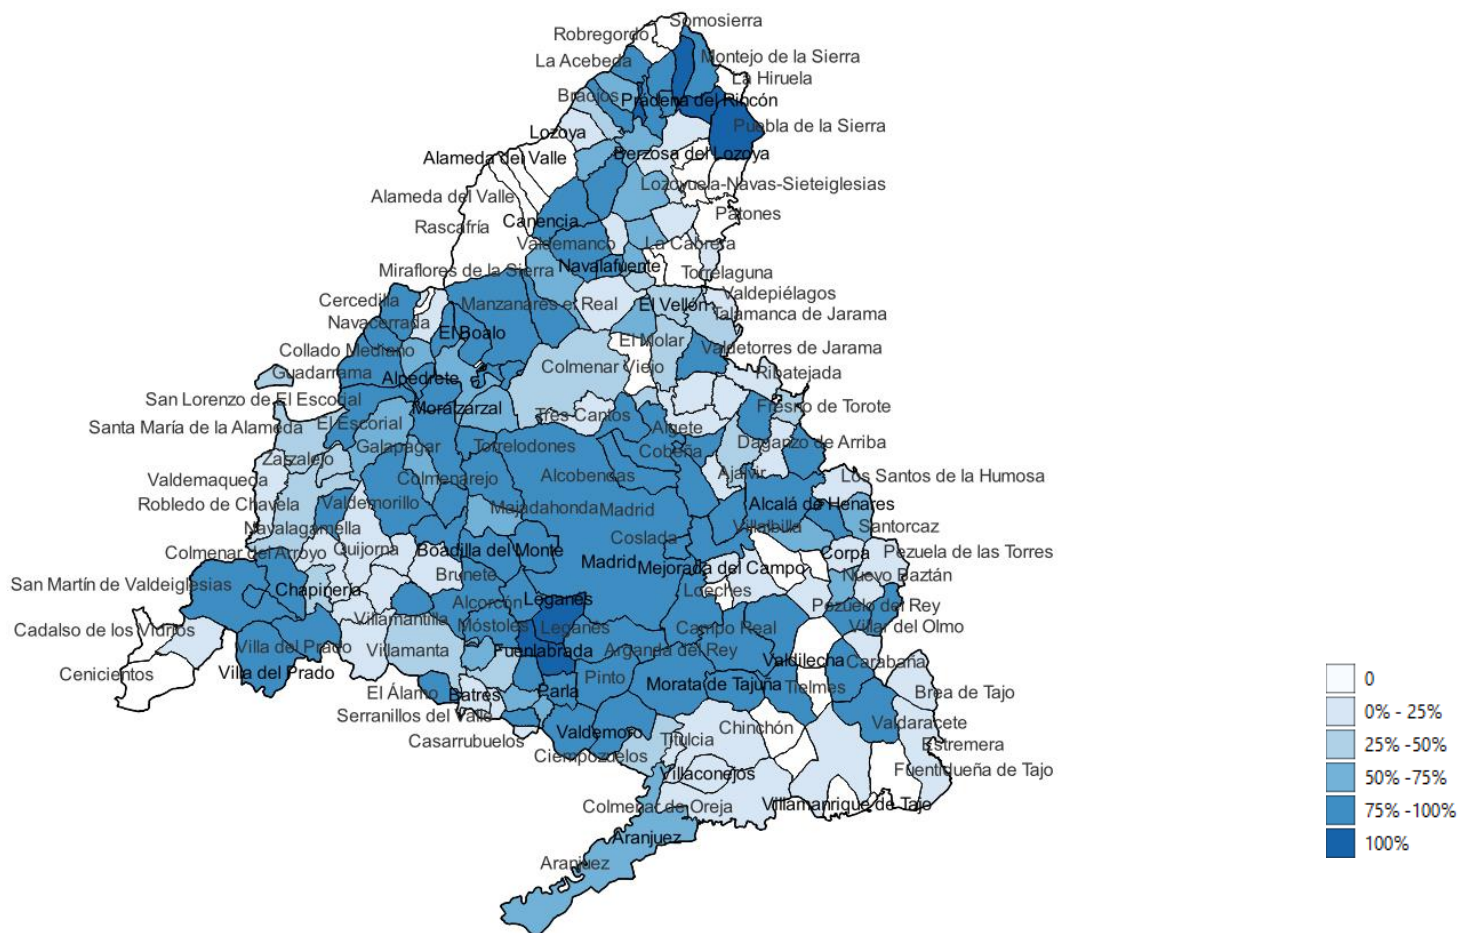 Somosierra
Robregordo
Montejo de la Sierra
La Acebeda
La Hiruela
Braojos
Prádena del Rincón
Puebla de la Sierra
Lozoya
Berzosa del Lozoya
Alameda del Valle
Lozoyuela-Navas-Sieteiglesias
Alameda del Valle
Patones
Canencia
Rascafría
Valdemanco
La Cabrera
Navalafuente
Miraflores de la Sierra
Torrelaguna
Valdepiélagos
Cercedilla
Manzanares el Real
El Vellón
Talamanca de Jarama
Navacerrada
El Boalo
El Molar
Valdetorres de Jarama
Collado Mediano
Colmenar Viejo
Guadarrama
Alpedrete
Ribatejada
San Lorenzo de El Escorial
Moralzarzal
Fresno de Torote
Tres Cantos
Santa María de la Alameda
El Escorial
Algete
Daganzo de Arriba
Galapagar
Torrelodones
Cobeña
Zarzalejo
Ajalvir
Los Santos de la Humosa
Valdemaqueda
Colmenarejo
Alcobendas
Robledo de Chavela
Valdemorillo
Majadahonda
Madrid
Alcalá de Henares
Navalagamella
Villalbilla
Santorcaz
Coslada
Colmenar del Arroyo
Quijorna
Boadilla del Monte
Corpa
Pezuela de las Torres
Madrid
Mejorada del Campo
Brunete
Nuevo Baztán
San Martín de Valdeiglesias
Chapinería
Loeches
Alcorcón
Leganés
Pozuelo del Rey
Villamantilla
Móstoles
Leganés
Campo Real
Villar del Olmo
Cadalso de los Vidrios
Villa del Prado
Villamanta
Fuenlabrada
Arganda del Rey
Valdilecha
Carabaña
Cenicientos
Villa del Prado
Pinto
Morata de Tajuña
Tielmes
El Álamo
Batres
Parla
Brea de Tajo
Serranillos del Valle
Valdemoro
Chinchón
Valdaracete
Casarrubuelos
Titulcia
Estremera
Ciempozuelos
Villaconejos
Fuentidueña de Tajo
Colmenar de Oreja
Villamanrique de Tajo
Aranjuez
Aranjuez
0
0% - 25%
25% -50%
50% -75%
75% -100%
100%